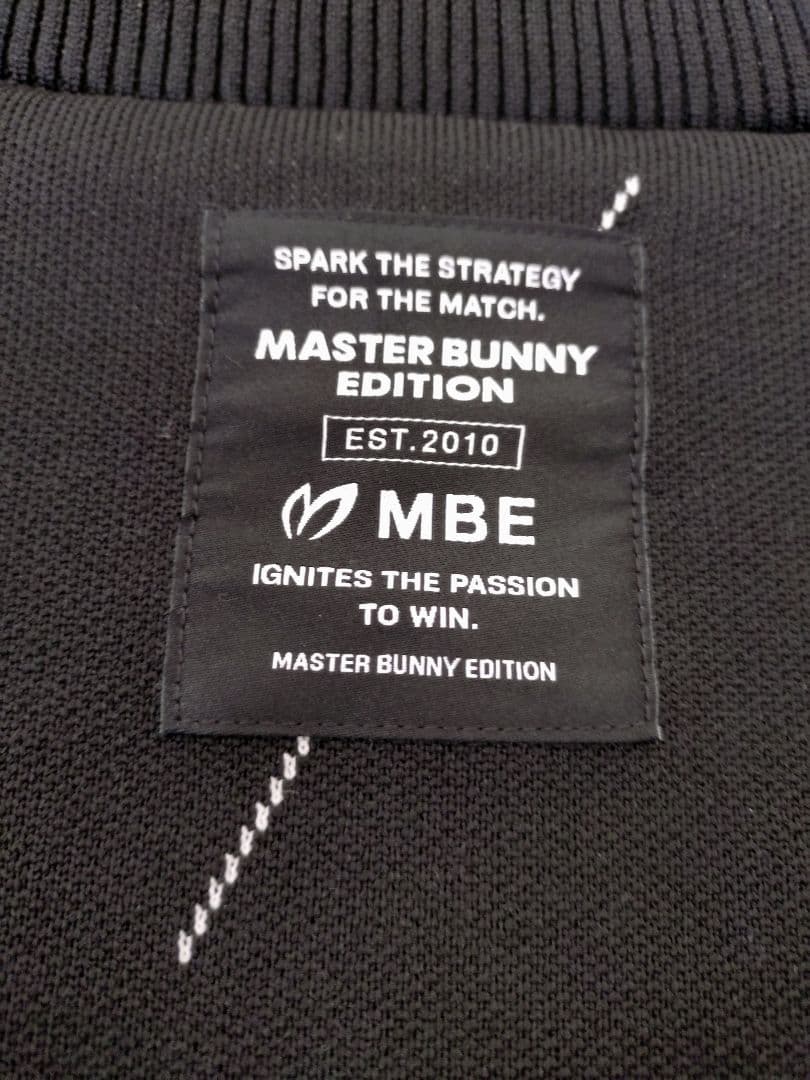 SPARK THE STRATEGY
FOR THE MATCH.
MASTER BUNNY
EDITION
EST.2010
MBE
IGNITES THE PASSION
TO WIN.
MASTER BUNNY EDITION